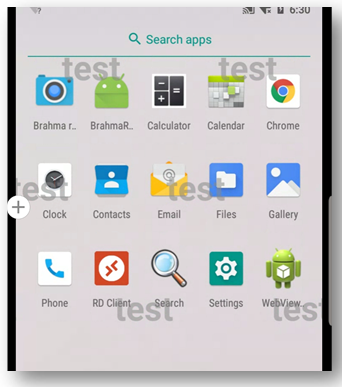 6:30
Search apps
test test
Brahma r.. BrahmaR.. Calculator Calendar Chrome
test test test
Clock Contacts Email Files Gallery
Phone RD Client Search Settings WebView..
test test